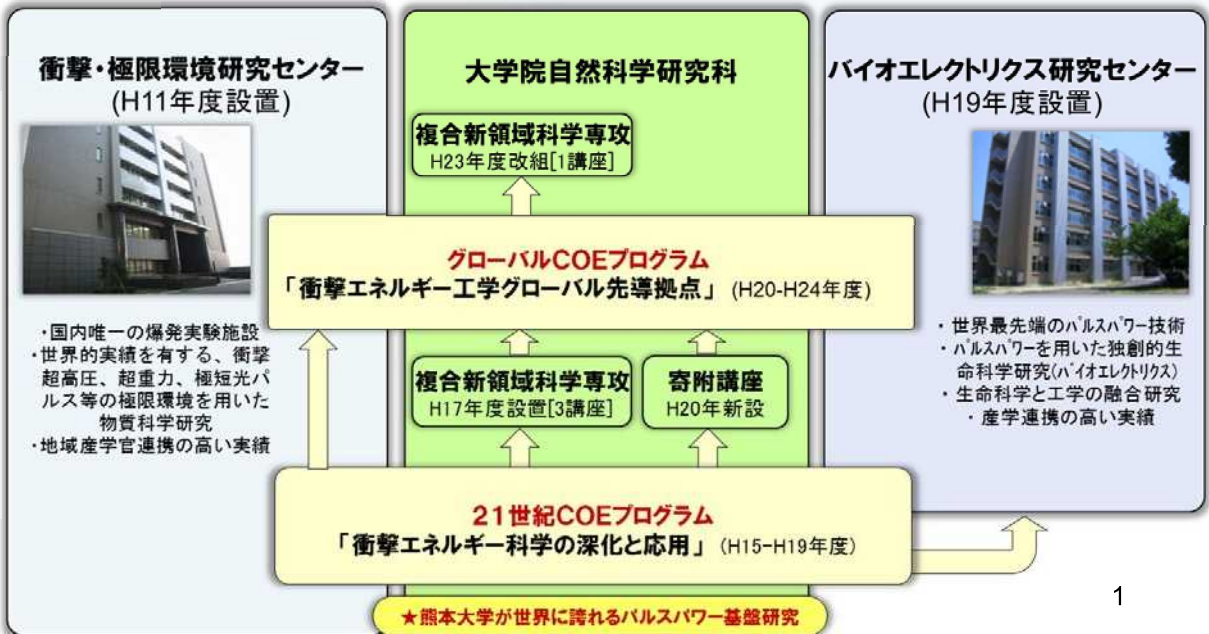 衝撃・極限環境研究センター
(H11年度設置)
・国内唯一の爆発実験施設
・世界的実績を有する、衝撃
超高圧、超重力、極短光パ
ルス等の極限環境を用いた
物質科学研究
・地域産学官連携の高い実績
大学院自然科学研究科
複合新領域科学専攻
H23年度改組[1講座]
グローバルCOEプログラム
「衝撃エネルギー工学グローバル先導拠点」 (H20-H24年度)
複合新領域科学専攻
H17年度設置[3講座]
寄附講座
H20年新設
21世紀COEプログラム
「衝撃エネルギー科学の深化と応用」 (H15-H19年度)
★熊本大学が世界に誇れるパルスパワー基盤研究
バイオエレクトリクス研究センター
(H19年度設置)
・世界最先端のパルスパワー技術
・パルスパワーを用いた独創的生
命科学研究(バイオエレクトリクス)
・生命科学と工学の融合研究
・産学連携の高い実績
1